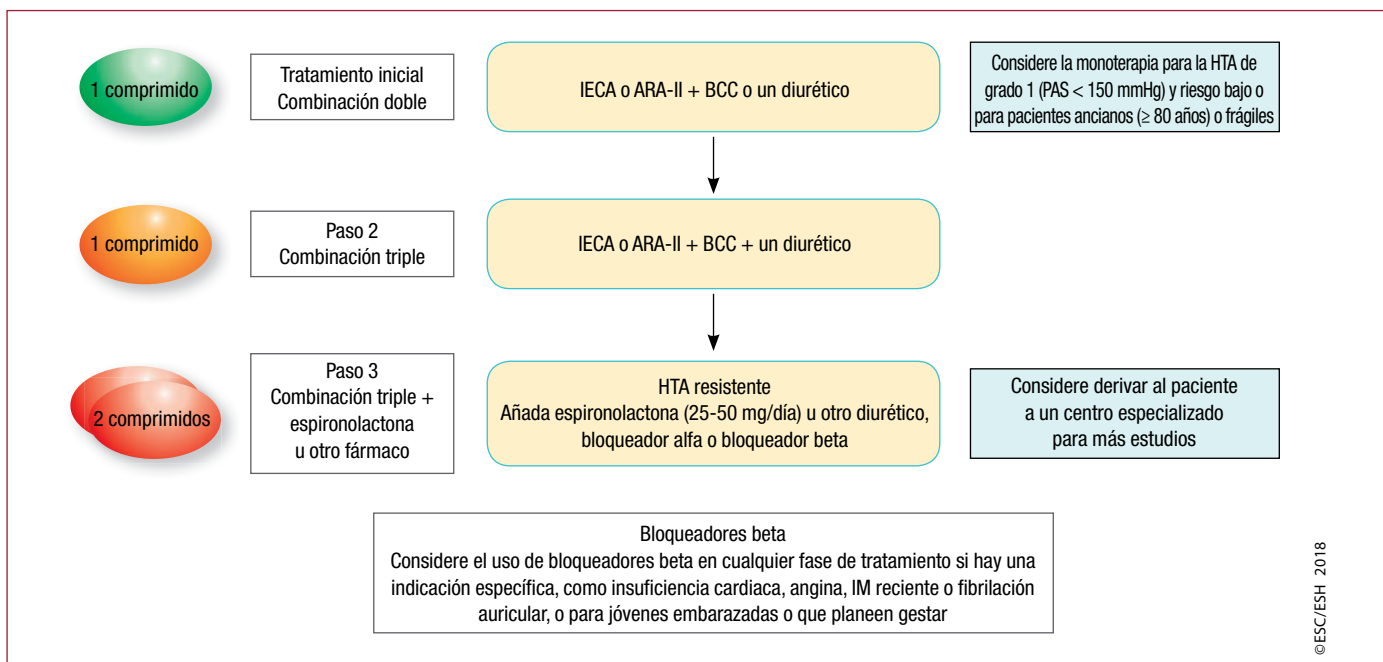 1 comprimido
Tratamiento inicial
Combinación doble
IECA o ARA-II + BCC o un diurético
Considere la monoterapia para la HTA de
grado 1 (PAS < 150 mmHg) y riesgo bajo o
para pacientes ancianos (≥ 80 años) o frágiles
1 comprimido
Paso 2
Combinación triple
IECA o ARA-II + BCC + un diurético
2 comprimidos
Paso 3
Combinación triple +
espironolactona
u otro fármaco
HTA resistente
Añada espironolactona (25-50 mg/día) u otro diurético,
bloqueador alfa o bloqueador beta
Considere derivar al paciente
a un centro especializado
para más estudios
Bloqueadores beta
Considere el uso de bloqueadores beta en cualquier fase de tratamiento si hay una
indicación específica, como insuficiencia cardiaca, angina, IM reciente o fibrilación
auricular, o para jóvenes embarazadas o que planeen gestar
©ESC/ESH 2018